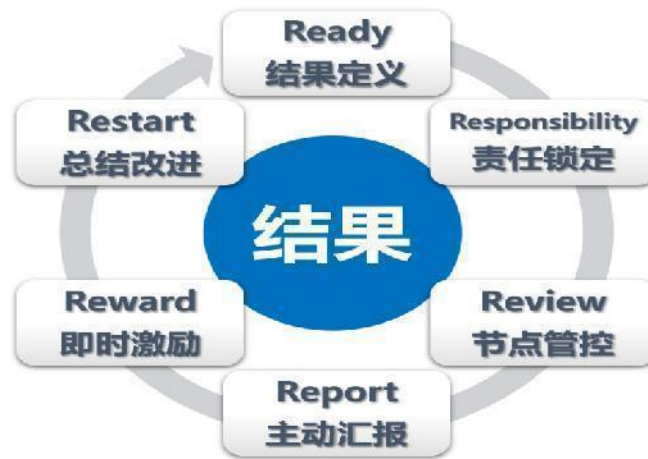 Ready
结果定义
Responsibility
责任锁定
Review
节点管控
Report
主动汇报
Reward
即时激励
Restart
总结改进
结果